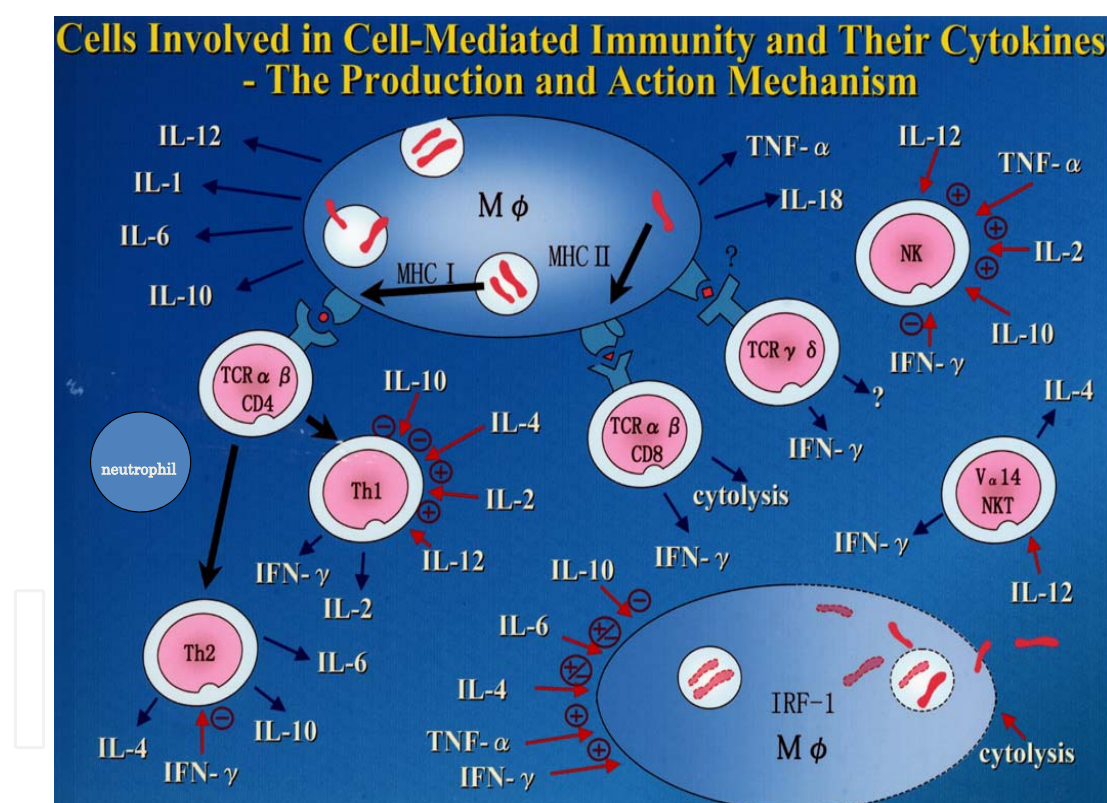 Cells Involved in Cell-Mediated Immunity and Their Cytokines
- The Production and Action Mechanism
IL-12
IL-1
IL-6
IL-10
Mφ
MHC I
MHC II
TNF-α
IL-18
?
IL-12
TNF-α
IL-2
IL-10
IFN-γ
NK
+
+
+
−
TCRα β
CD4
TCRγ δ
?
IFN-γ
TCRα β
CD8
cytolysis
IFN-γ
IL-4
Vα14
NKT
IFN-γ
IL-12
neutrophil
IL-10
IL-4
IL-2
IL-12
−
−
+
+
Th1
IFN-γ
IL-2
Th2
IL-6
IL-10
−
IL-4
IFN-γ
IL-10
IL-6
IL-4
TNF-α
IFN-γ
−
+/−
+/−
+
+
IRF-1
Mφ
cytolysis